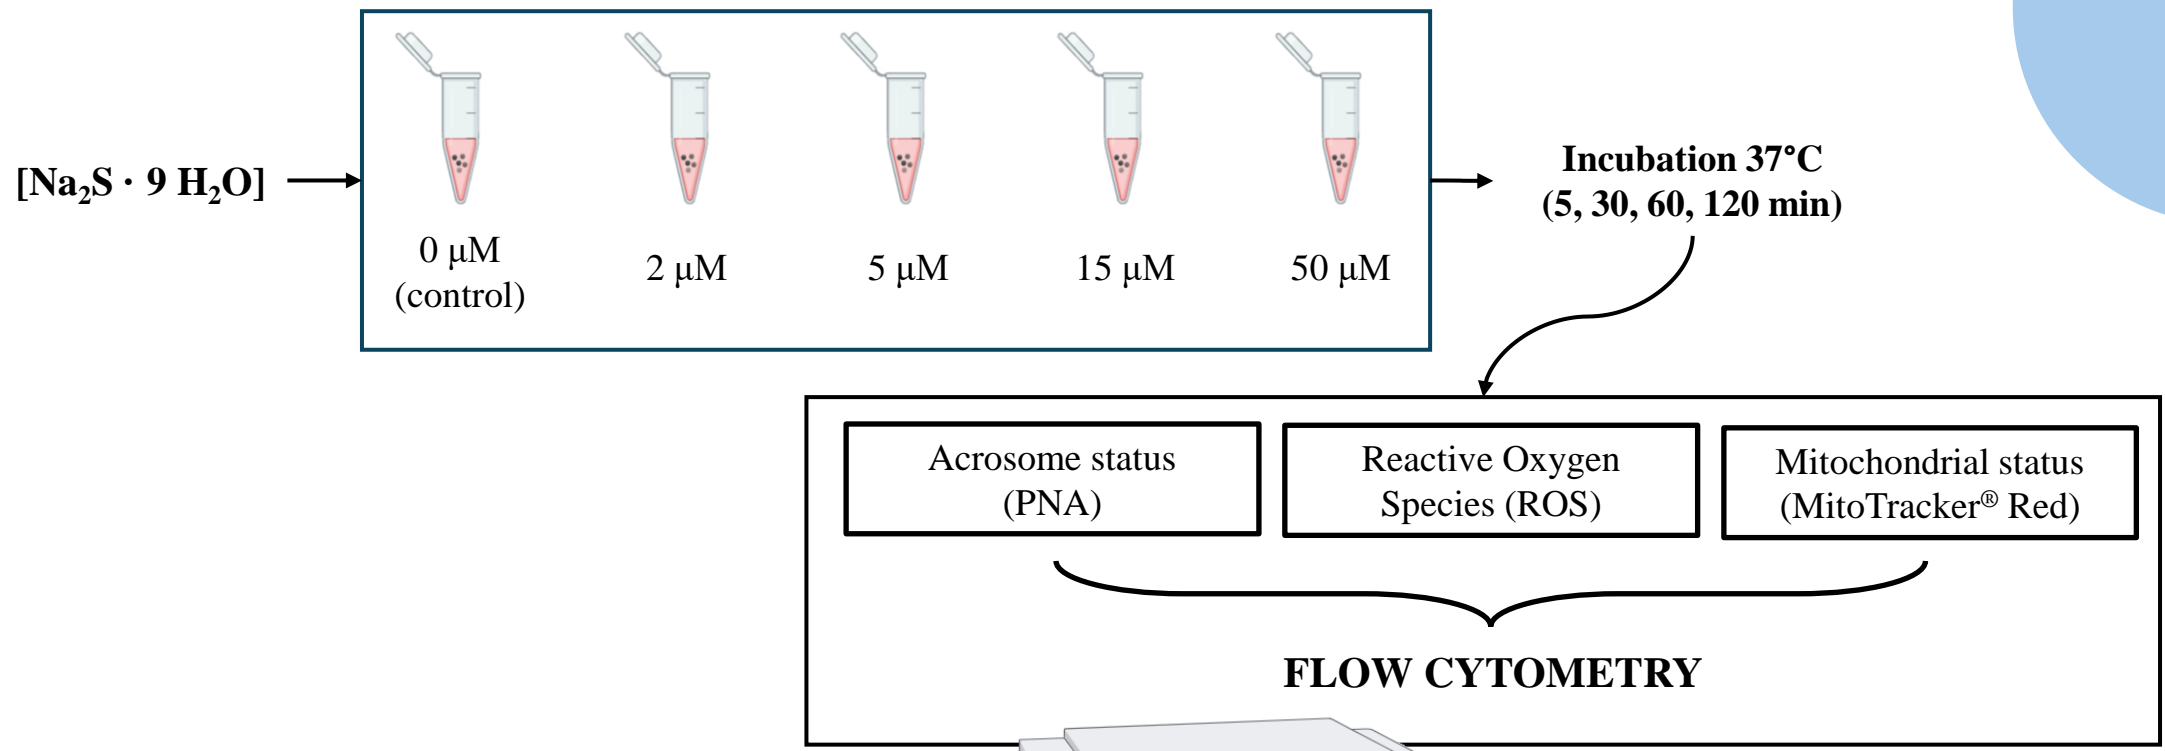 [Na₂S · 9 H₂O]
0 μM
(control)
2 μM
5 μM
15 μM
50 μM
Incubation 37°C
(5, 30, 60, 120 min)
Acrosome status
(PNA)
Reactive Oxygen
Species (ROS)
Mitochondrial status
(MitoTracker® Red)
FLOW CYTOMETRY